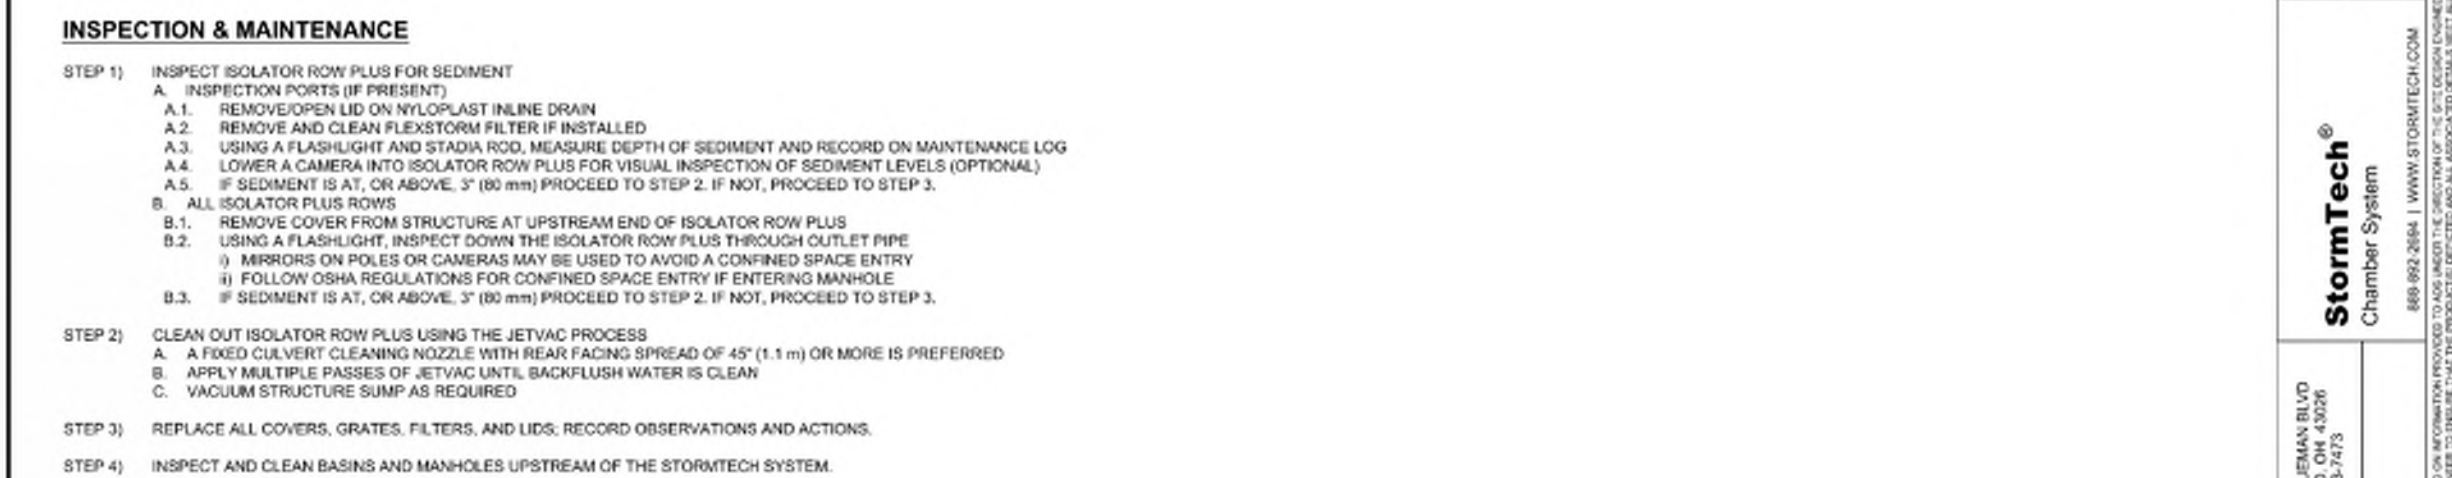 INSPECTION & MAINTENANCE
STEP 1) INSPECT ISOLATOR ROW PLUS FOR SEDIMENT
A. INSPECTION PORTS (IF PRESENT)
A.1. REMOVE/OPEN LID ON NYLOPLAST INLINE DRAIN
A.2. REMOVE AND CLEAN FLEXSTORM FILTER IF INSTALLED
A.3. USING A FLASHLIGHT AND STADIA ROD, MEASURE DEPTH OF SEDIMENT AND RECORD ON MAINTENANCE LOG
A.4. LOWER A CAMERA INTO ISOLATOR ROW PLUS FOR VISUAL INSPECTION OF SEDIMENT LEVELS (OPTIONAL)
A.5. IF SEDIMENT IS AT, OR ABOVE, 3" (80 mm) PROCEED TO STEP 2. IF NOT, PROCEED TO STEP 3.
B. ALL ISOLATOR PLUS ROWS
B.1. REMOVE COVER FROM STRUCTURE AT UPSTREAM END OF ISOLATOR ROW PLUS
B.2. USING A FLASHLIGHT, INSPECT DOWN THE ISOLATOR ROW PLUS THROUGH OUTLET PIPE
i) MIRRORS ON POLES OR CAMERAS MAY BE USED TO AVOID A CONFINED SPACE ENTRY
ii) FOLLOW OSHA REGULATIONS FOR CONFINED SPACE ENTRY IF ENTERING MANHOLE
B.3. IF SEDIMENT IS AT, OR ABOVE, 3" (80 mm) PROCEED TO STEP 2. IF NOT, PROCEED TO STEP 3.
STEP 2) CLEAN OUT ISOLATOR ROW PLUS USING THE JETVAC PROCESS
A. A FIXED CULVERT CLEANING NOZZLE WITH REAR FACING SPREAD OF 45" (1.1 m) OR MORE IS PREFERRED
B. APPLY MULTIPLE PASSES OF JETVAC UNTIL BACKFLUSH WATER IS CLEAN
C. VACUUM STRUCTURE SUMP AS REQUIRED
STEP 3) REPLACE ALL COVERS, GRATES, FILTERS, AND LIDS; RECORD OBSERVATIONS AND ACTIONS.
STEP 4) INSPECT AND CLEAN BASINS AND MANHOLES UPSTREAM OF THE STORMTECH SYSTEM.
StormTech®
Chamber System
888-892-2694 | WWW.STORMTECH.COM
BLVD
OH 43026
-7473